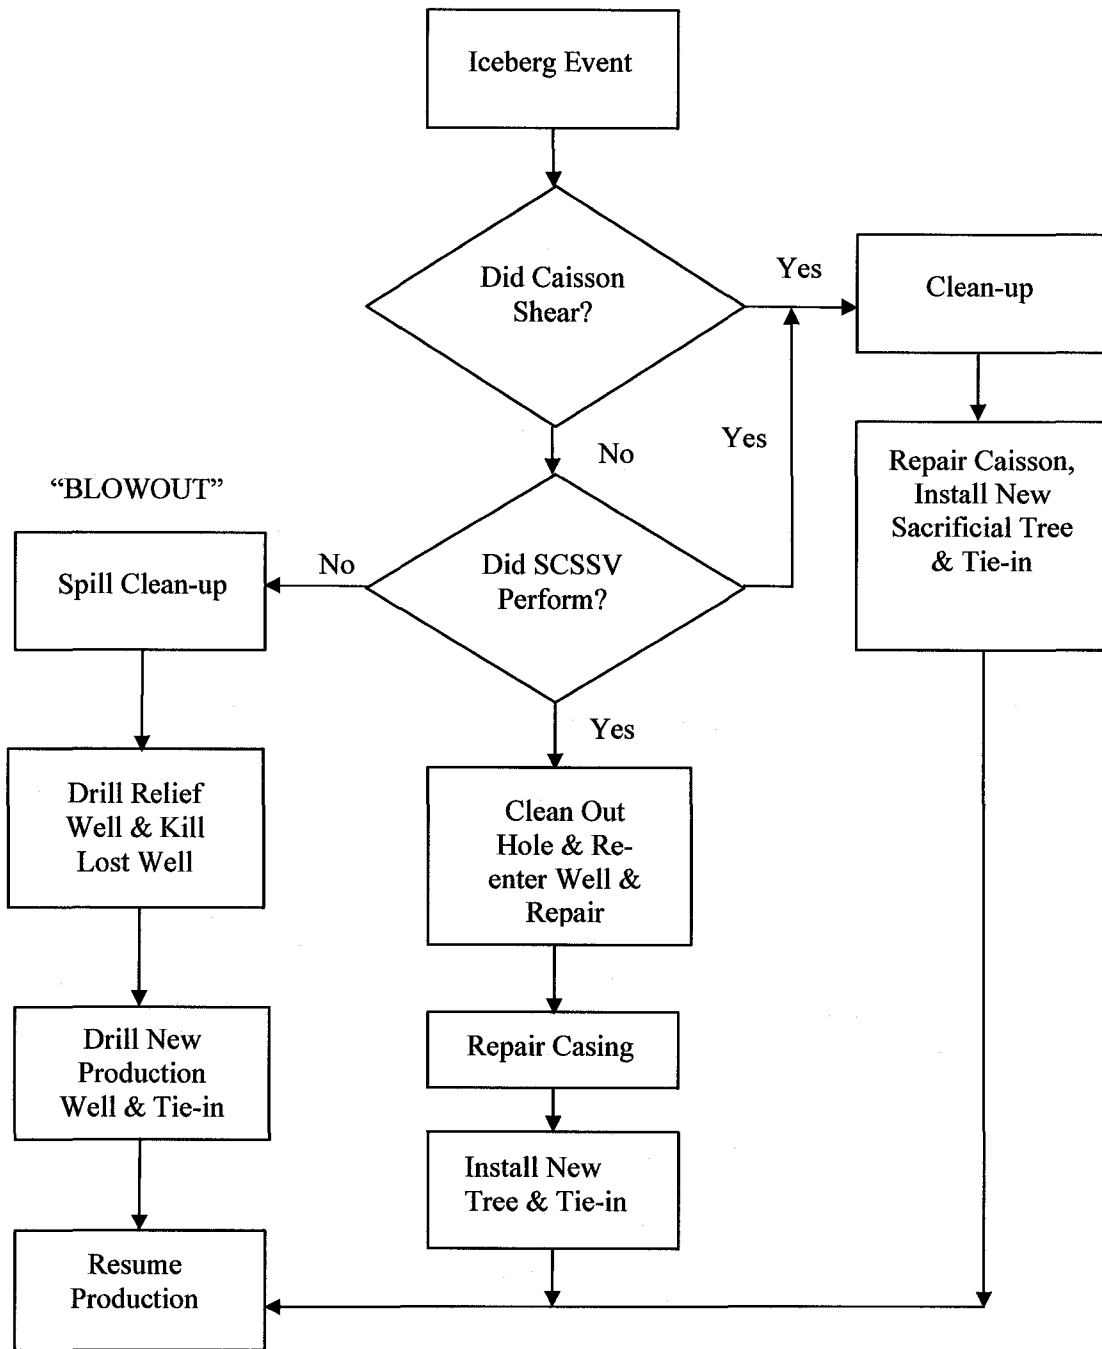 Iceberg Event
Did Caisson
Shear?
Yes
Clean-up
No
Yes
Repair Caisson,
Install New
Sacrificial Tree
& Tie-in
“BLOWOUT”
Spill Clean-up
No
Did SCSSV
Perform?
Yes
Drill Relief
Well & Kill
Lost Well
Clean Out
Hole & Re-
enter Well &
Repair
Drill New
Production
Well & Tie-in
Repair Casing
Install New
Tree & Tie-in
Resume
Production